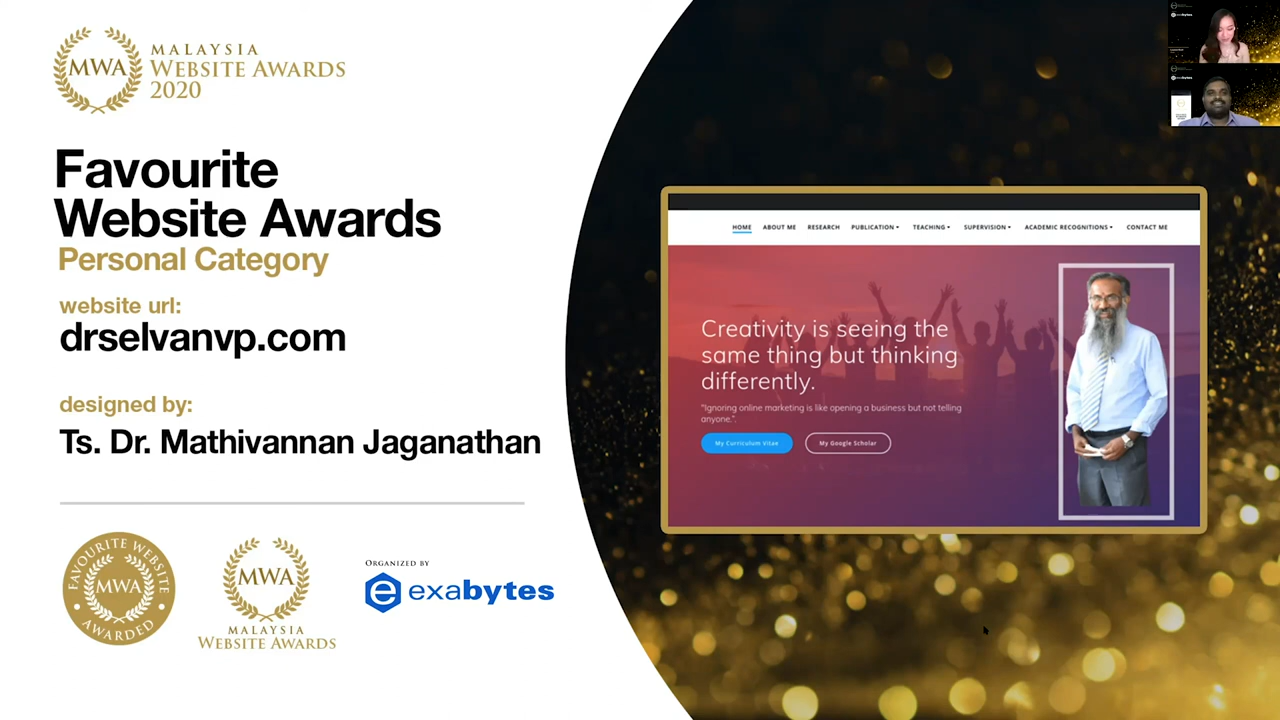 MWA
MALAYSIA
WEBSITE AWARDS
2020
Favourite
Website Awards
Personal Category
website url:
drselvanvp.com
designed by:
Ts. Dr. Mathivannan Jaganathan
FAVOURITE WEBSITE
MWA
AWARDED
MWA
MALAYSIA
WEBSITE AWARDS
ORGANIZED BY
e exabytes
HOME ABOUT ME RESEARCH PUBLICATION TEACHING SUPERVISION ACADEMIC RECOGNITIONS CONTACT ME
Creativity is seeing the
same thing but thinking
differently.
"Ignoring online marketing is like opening a business but not telling
anyone.".
My Curriculum Vitae My Google Scholar
exabytes
exabytes